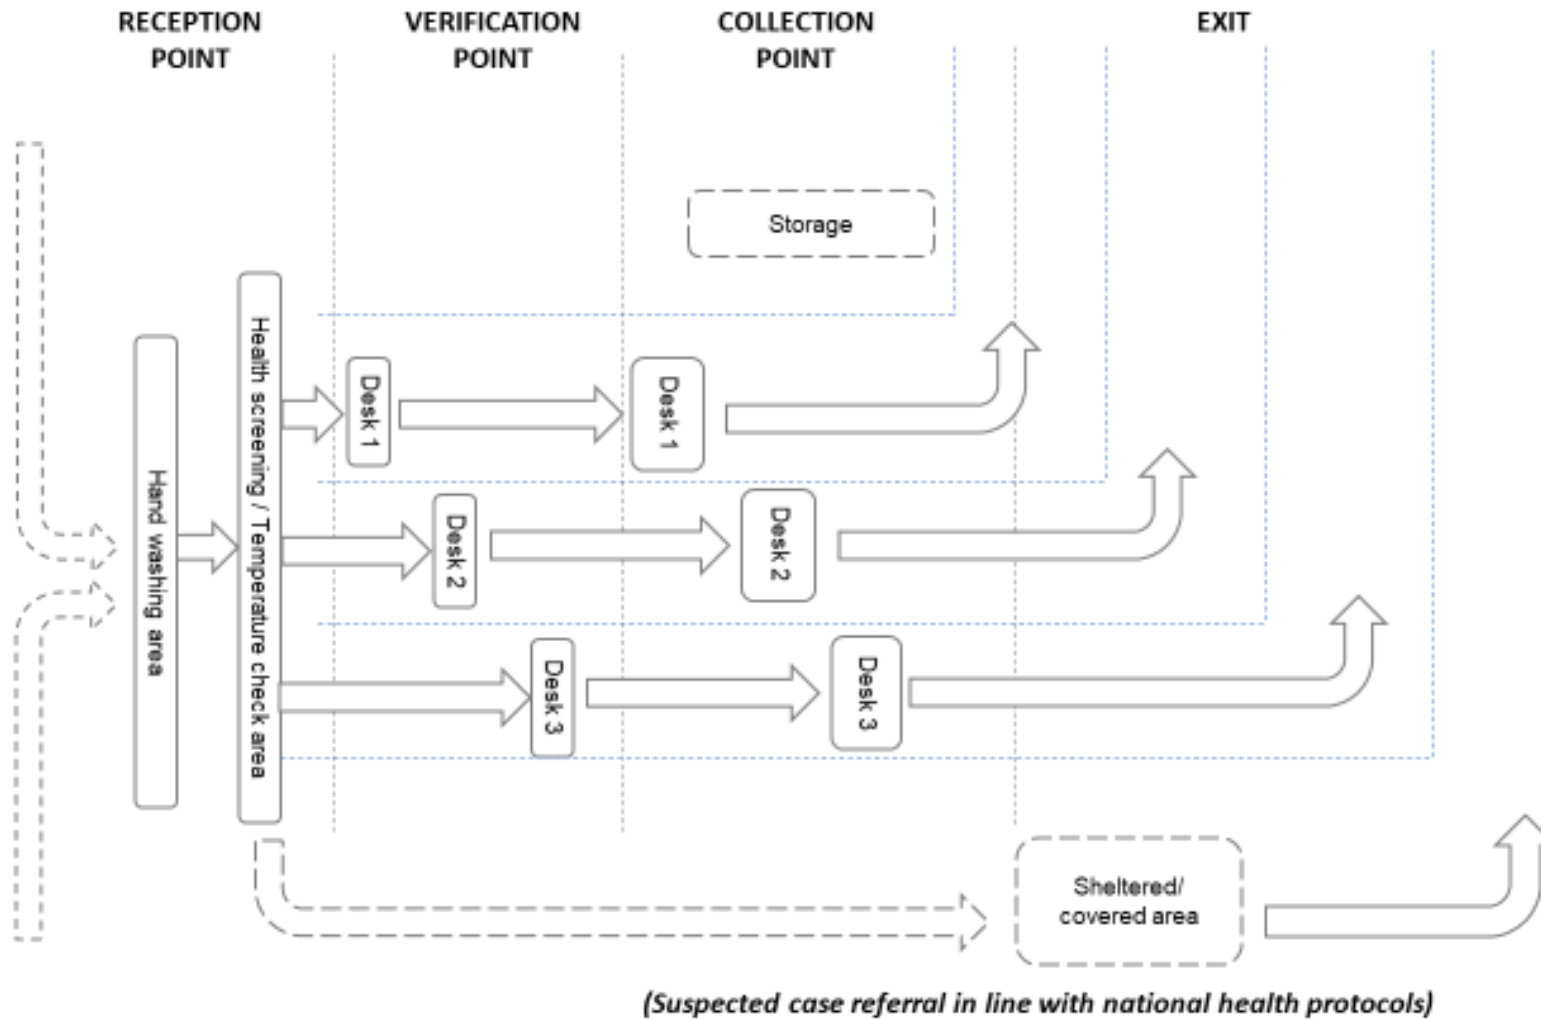 RECEPTION
POINT
VERIFICATION
POINT
COLLECTION
POINT
EXIT
Storage
Hand washing area
Health screening / Temperature check area
Desk 1
Desk 1
Desk 2
Desk 2
Desk 3
Desk 3
Sheltered/
covered area
(Suspected case referral in line with national health protocols)